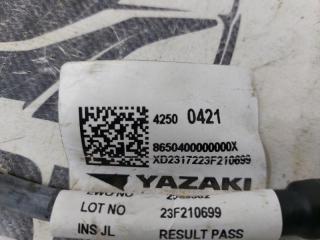 4250 0421
8650400000000X
XD2317223F210699
YAZAKI
LOT NO 23F210699
INS JL RESULT PASS